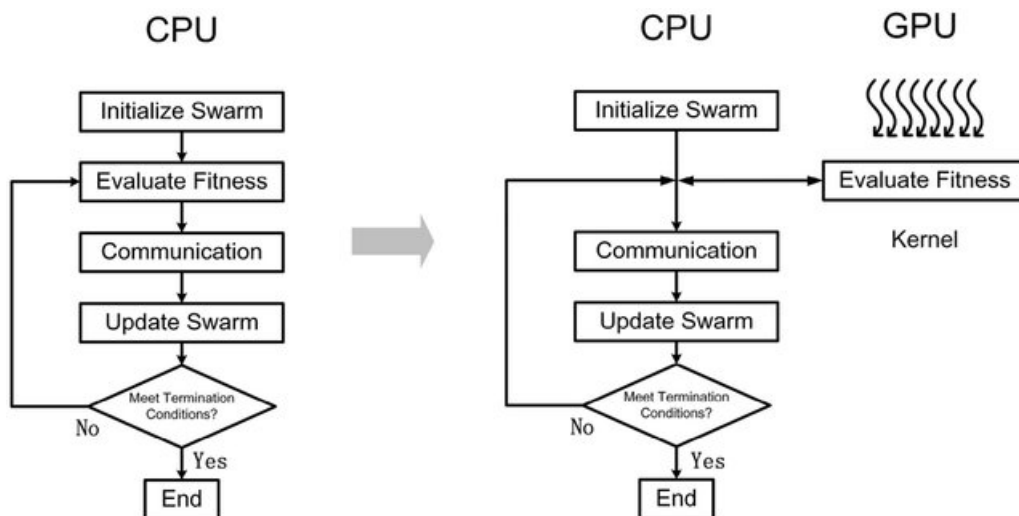 CPU
Initialize Swarm
Evaluate Fitness
Communication
Update Swarm
Meet Termination
Conditions?
No
Yes
End
CPU
GPU
Initialize Swarm
Evaluate Fitness
Kernel
Communication
Update Swarm
Meet Termination
Conditions?
No
Yes
End